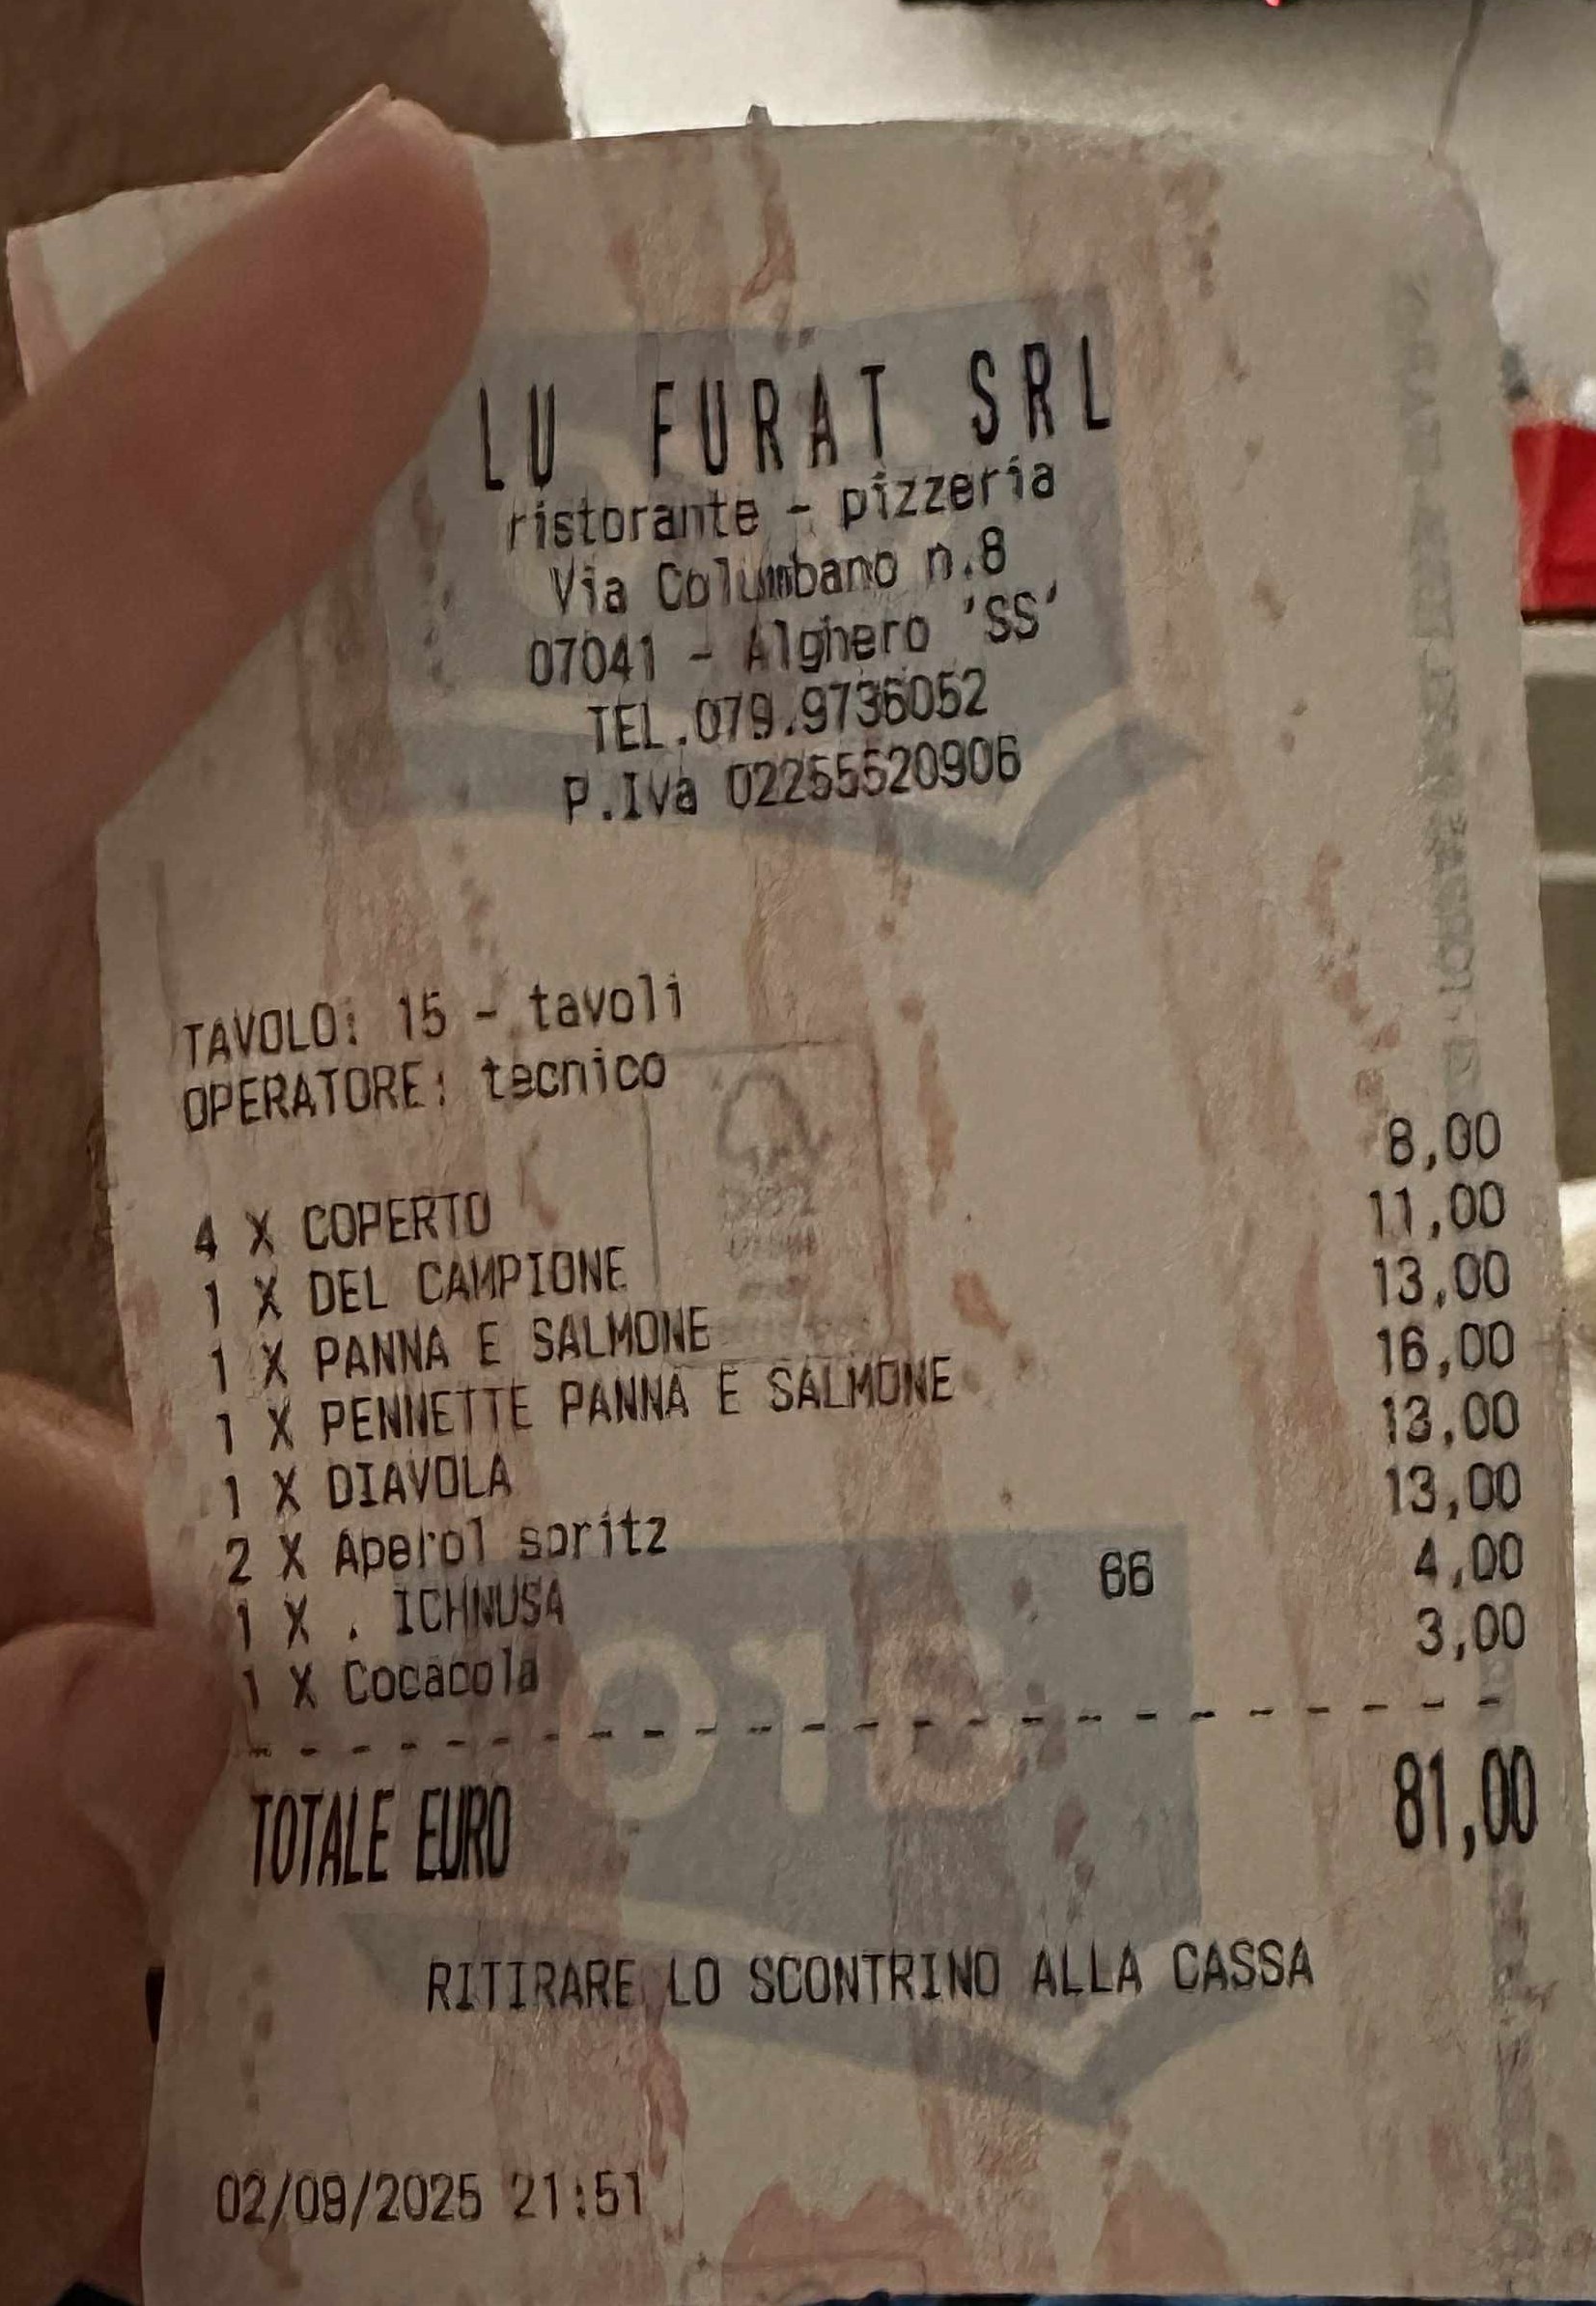 LU FURAT SRL
ristorante - pizzeria
Via Columbano n.8
07041 - Alghero 'SS'
TEL.079.9736052
P.Iva 02255520906
TAVOLO: 15 - tavoli
OPERATORE: tecnico
4 X COPERTO 8,00
1 X DEL CAMPIONE 11,00
1 X PANNA E SALMONE 13,00
1 X PENNETTE PANNA E SALMONE 16,00
1 X DIAVOLA 13,00
2 X Aperol spritz 13,00
1 X . ICHNUSA 66 4,00
1 X Cocacola 3,00
TOTALE EURO 81,00
RITIRARE LO SCONTRINO ALLA CASSA
02/09/2025 21:51